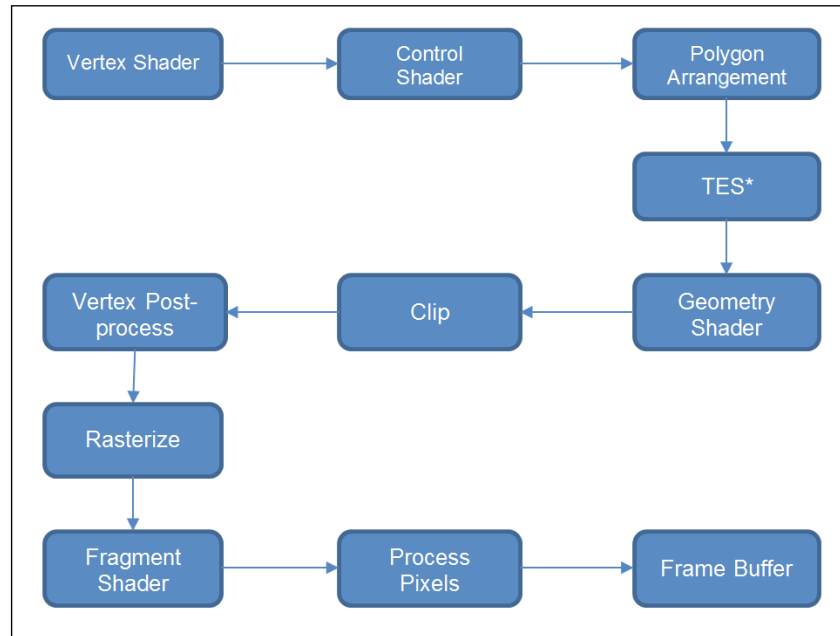 Vertex Shader
Control
Shader
Polygon
Arrangement
TES*
Geometry
Shader
Clip
Vertex Post-
process
Rasterize
Fragment
Shader
Process
Pixels
Frame Buffer